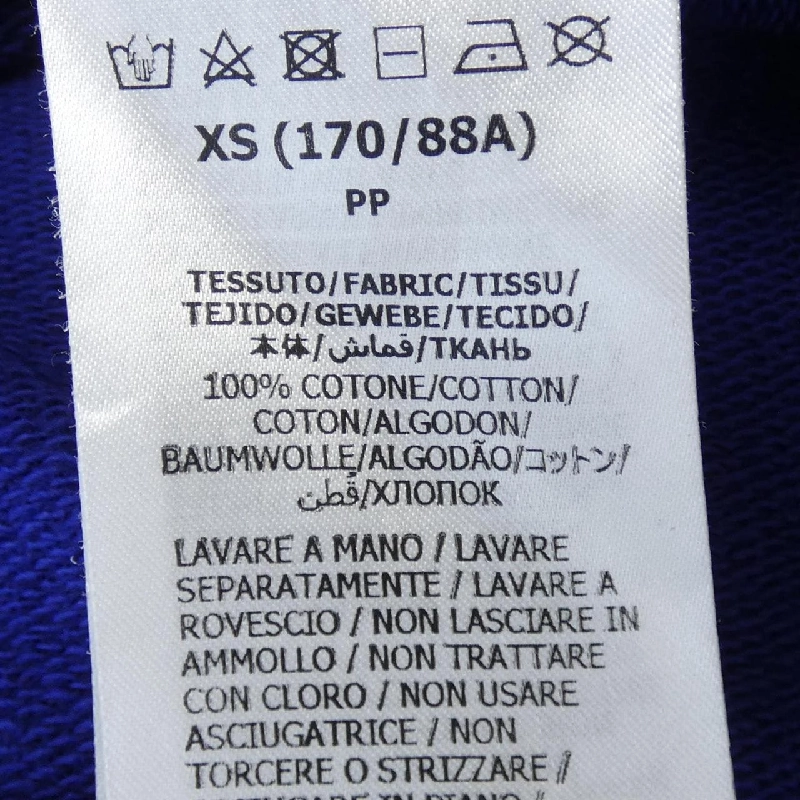 XS (170/88A)
PP
TESSUTO/FABRIC/TISSU/
TEJIDO/GEWEBE/TECIDO/
本体/قماش/ТКАНЬ
100% COTONE/COTTON/
COTON/ALGODON/
BAUMWOLLE/ALGODÃO/コットン/
قُطن/ХЛОПОК
LAVARE A MANO / LAVARE
SEPARATAMENTE / LAVARE A
ROVESCIO / NON LASCIARE IN
AMMOLLO / NON TRATTARE
CON CLORO / NON USARE
ASCIUGATRICE / NON
TORCERE O STRIZZARE /